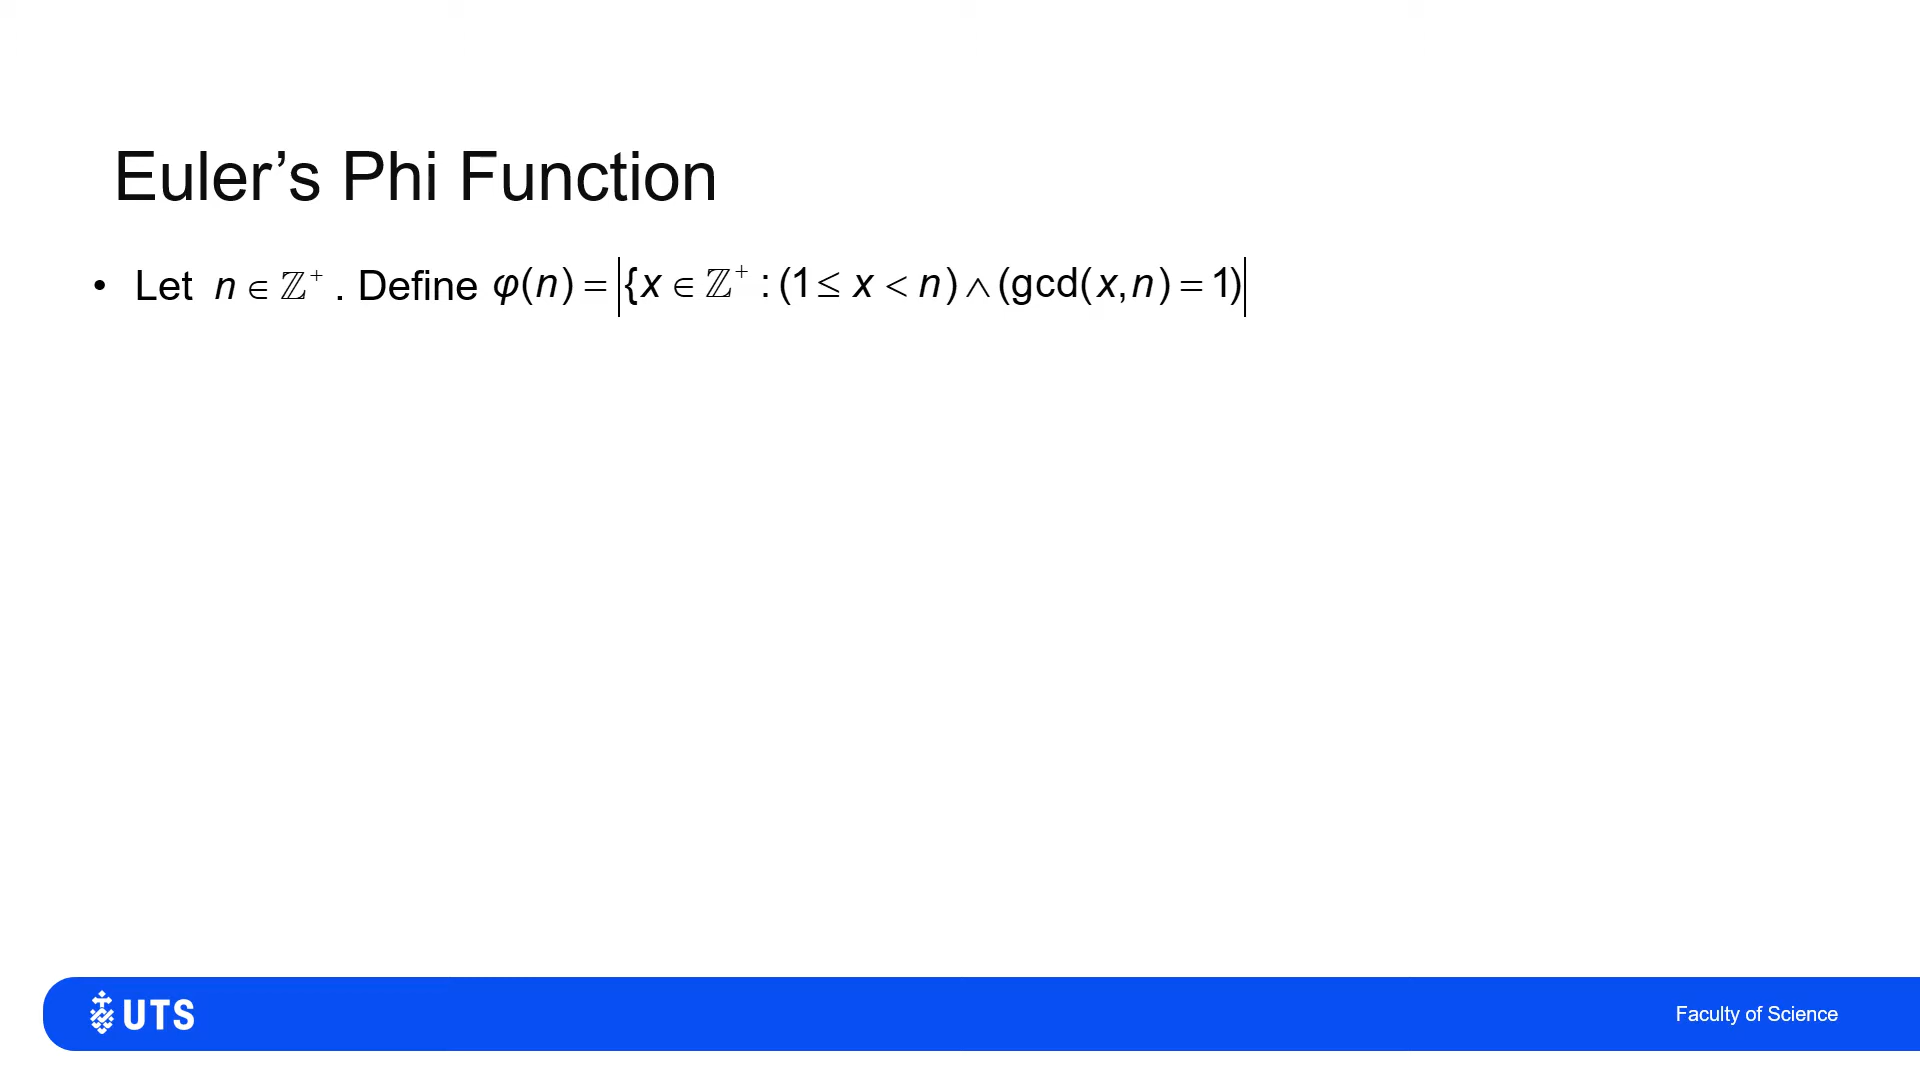 Euler’s Phi Function
• Let n ∈ ℤ⁺ . Define φ(n) = |{x ∈ ℤ⁺ : (1 ≤ x < n) ∧ (gcd(x,n) = 1)|
UTS
Faculty of Science